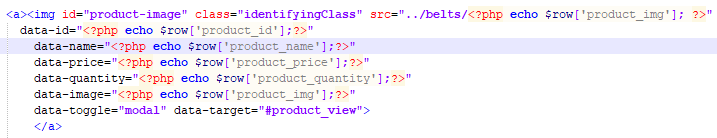 <a><img id="product-image" class="identifyingClass" src="../belts/<?php echo $row['product_img']; ?>"
data-id="<?php echo $row['product_id'];?>"
data-name="<?php echo $row['product_name'];?>"
data-price="<?php echo $row['product_price'];?>"
data-quantity="<?php echo $row['product_quantity'];?>"
data-image="<?php echo $row['product_img'];?>"
data-toggle="modal" data-target="#product_view">
</a>